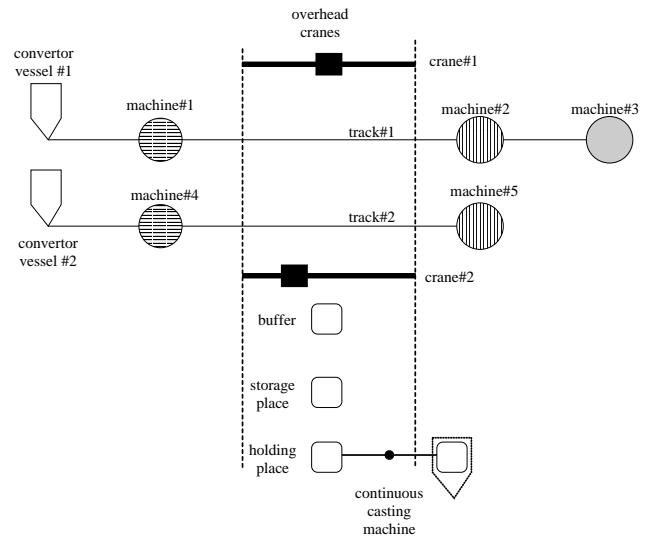 overhead
cranes
convertor
vessel #1
crane#1
machine#1
machine#2
machine#3
track#1
machine#4
machine#5
track#2
convertor
vessel #2
crane#2
buffer
storage
place
holding
place
continuous
casting
machine